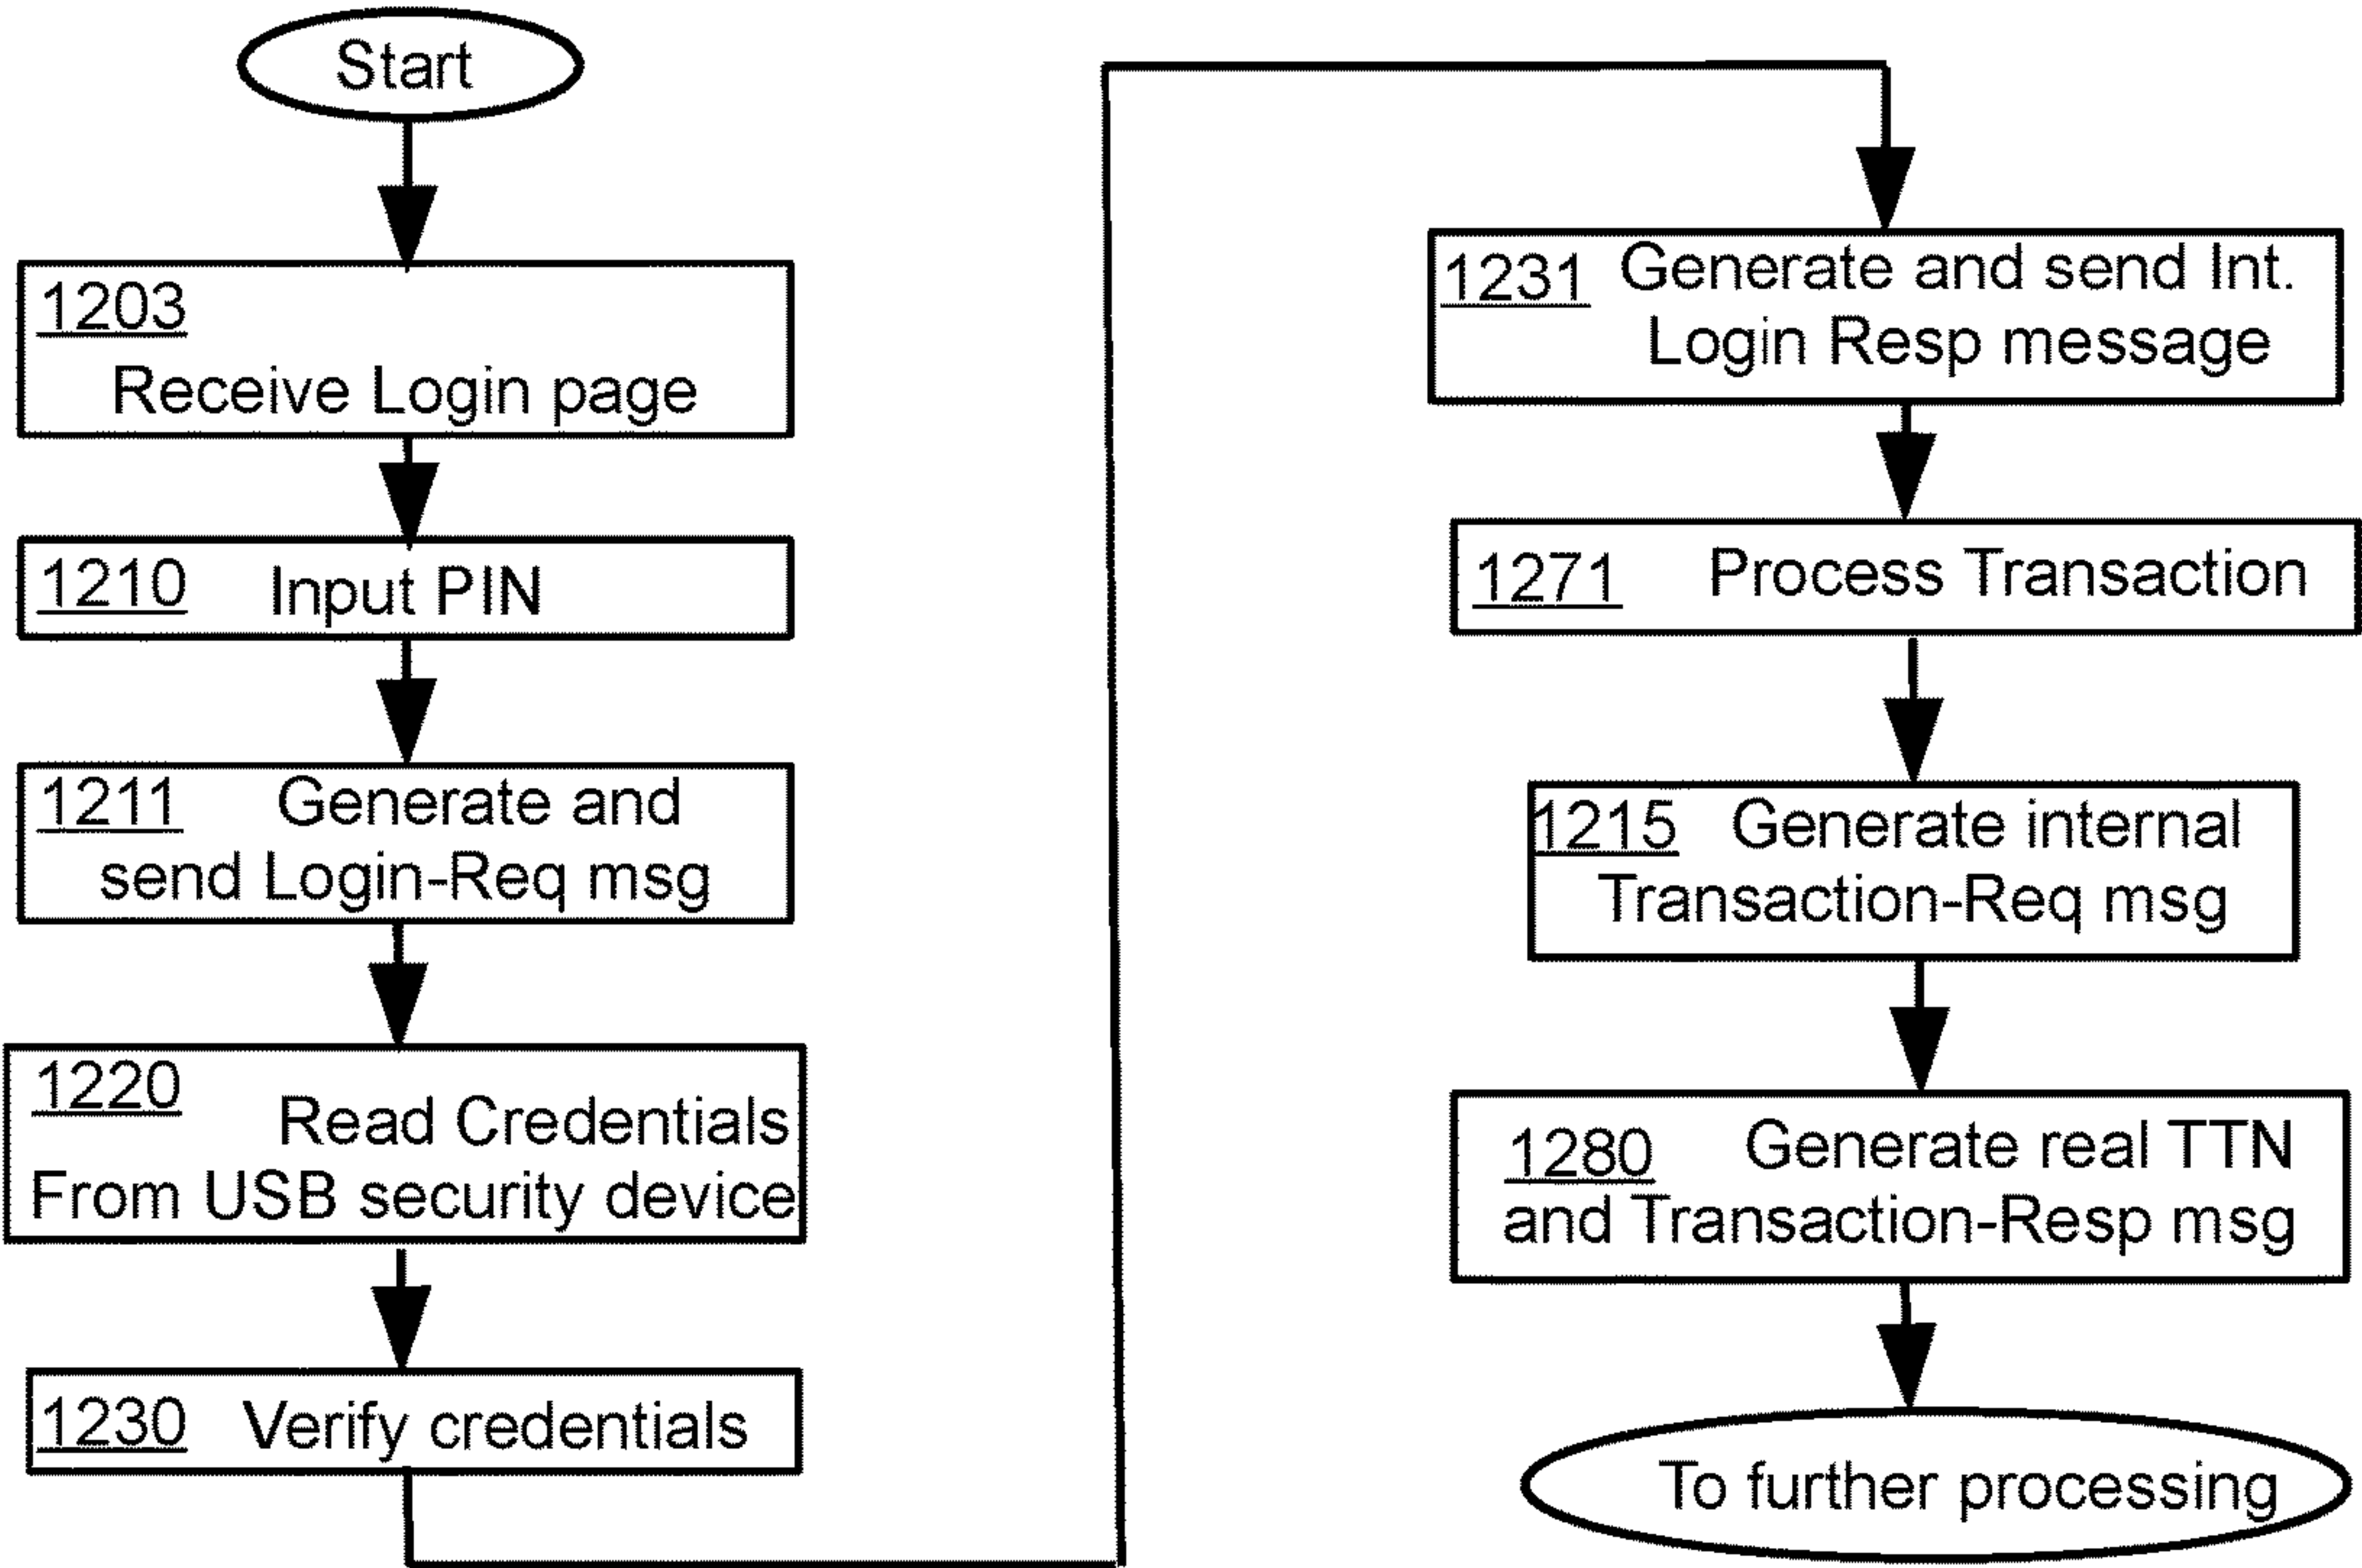 Start
1203
Receive Login page
1210 Input PIN
1211 Generate and
send Login-Req msg
1220
Read Credentials
From USB security device
1230 Verify credentials
1231 Generate and send Int.
Login Resp message
1271 Process Transaction
1215 Generate internal
Transaction-Req msg
1280 Generate real TTN
and Transaction-Resp msg
To further processing